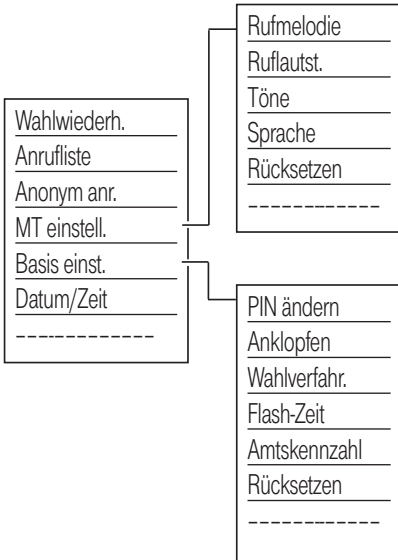 Wahlwiederh.
Anrufliste
Anonym anr.
MT einstell.
Basis einst.
Datum/Zeit
_ _ _ _ _ _ _ _ _ _ _ _
Rufmelodie
Ruflautst.
Töne
Sprache
Rücksetzen
_ _ _ _ _ _ _ _ _ _ _ _
PIN ändern
Anklopfen
Wahlverfahr.
Flash-Zeit
Amtskennzahl
Rücksetzen
_ _ _ _ _ _ _ _ _ _ _ _